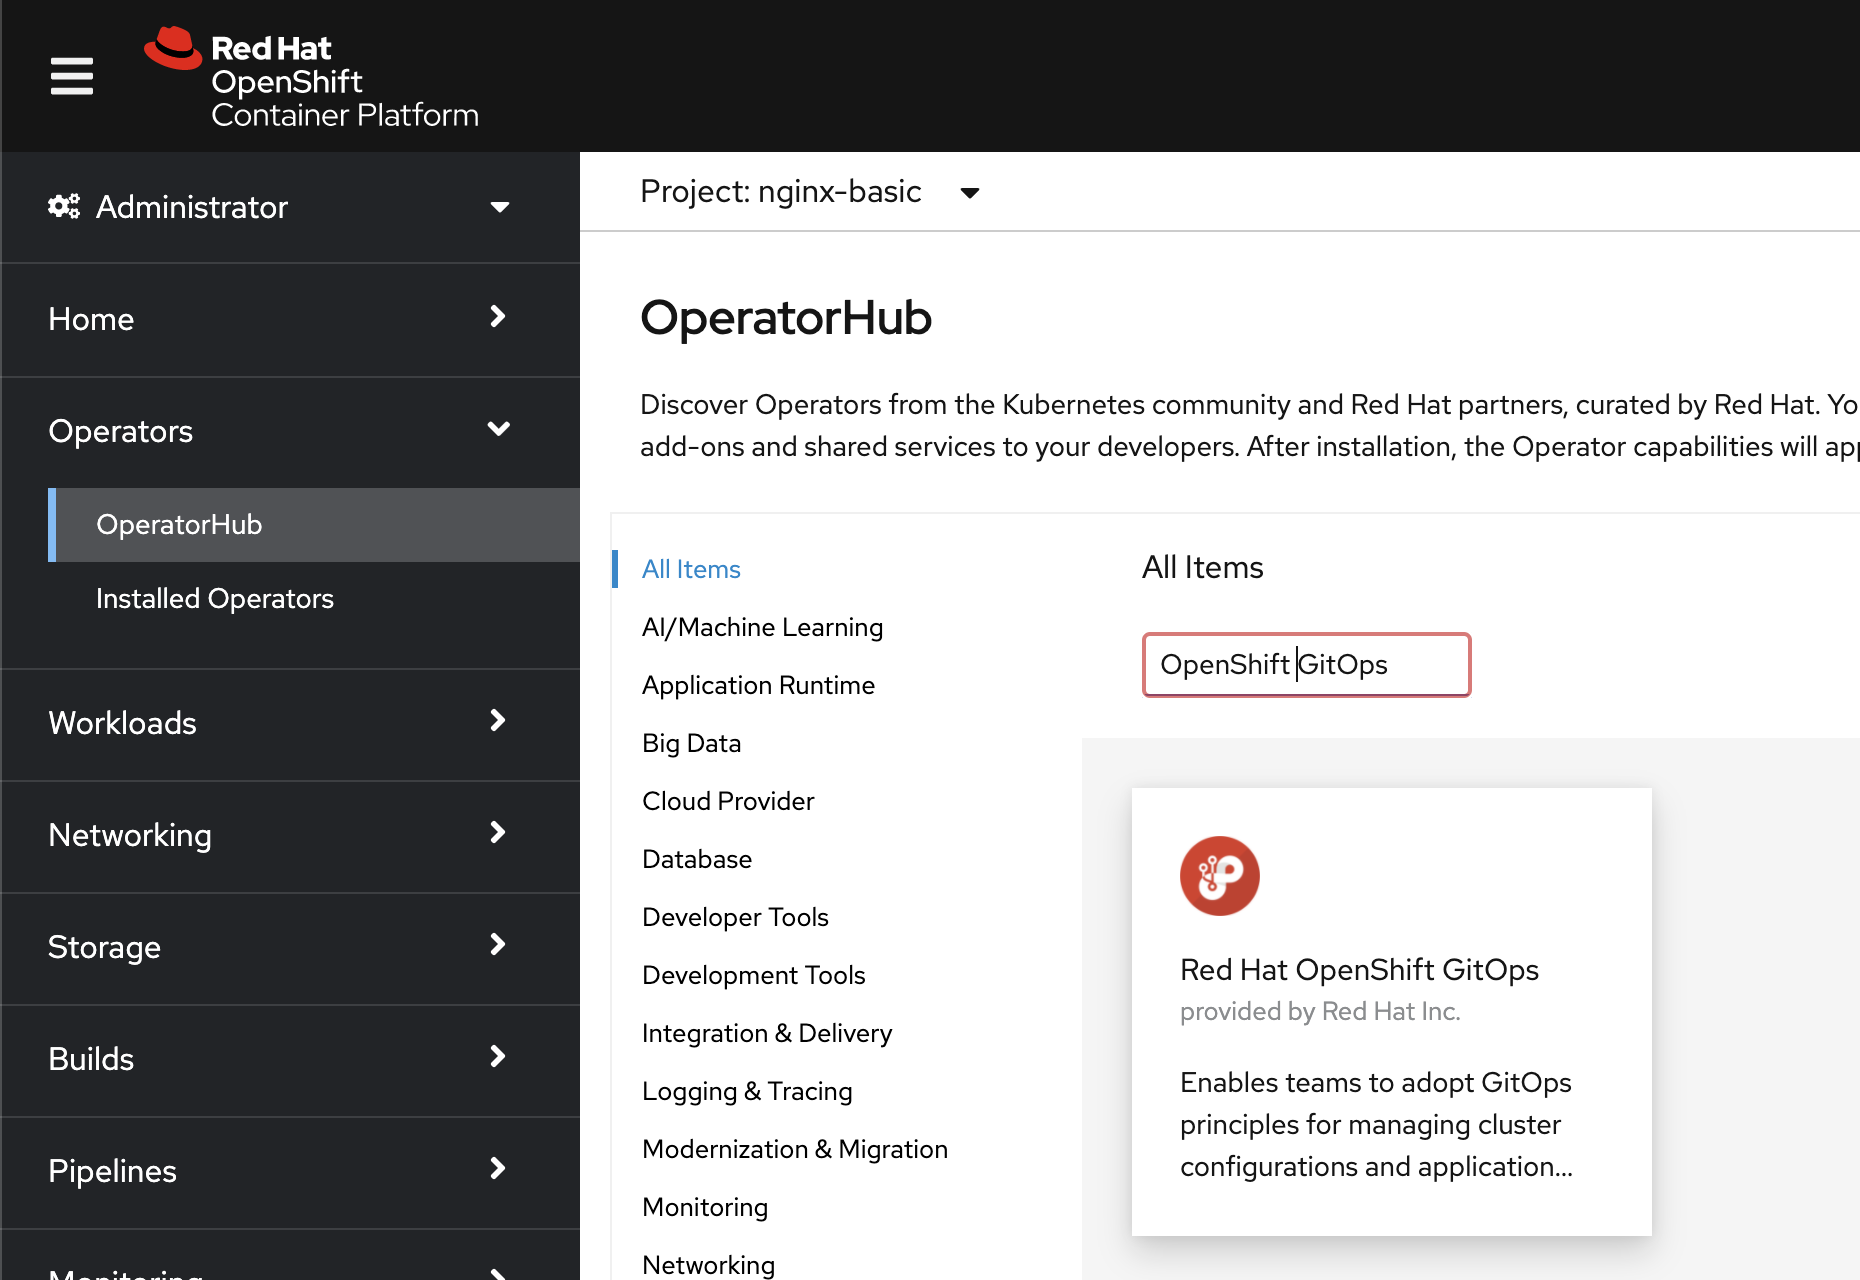 Red Hat
OpenShift
Container Platform
Administrator
Home
Operators
OperatorHub
Installed Operators
Workloads
Networking
Storage
Builds
Pipelines
Monitoring
Project: nginx-basic
OperatorHub
Discover Operators from the Kubernetes community and Red Hat partners, curated by Red Hat. Yo
add-ons and shared services to your developers. After installation, the Operator capabilities will app
All Items
AI/Machine Learning
Application Runtime
Big Data
Cloud Provider
Database
Developer Tools
Development Tools
Integration & Delivery
Logging & Tracing
Modernization & Migration
Monitoring
Networking
All Items
OpenShift GitOps
Red Hat OpenShift GitOps
provided by Red Hat Inc.
Enables teams to adopt GitOps
principles for managing cluster
configurations and application...